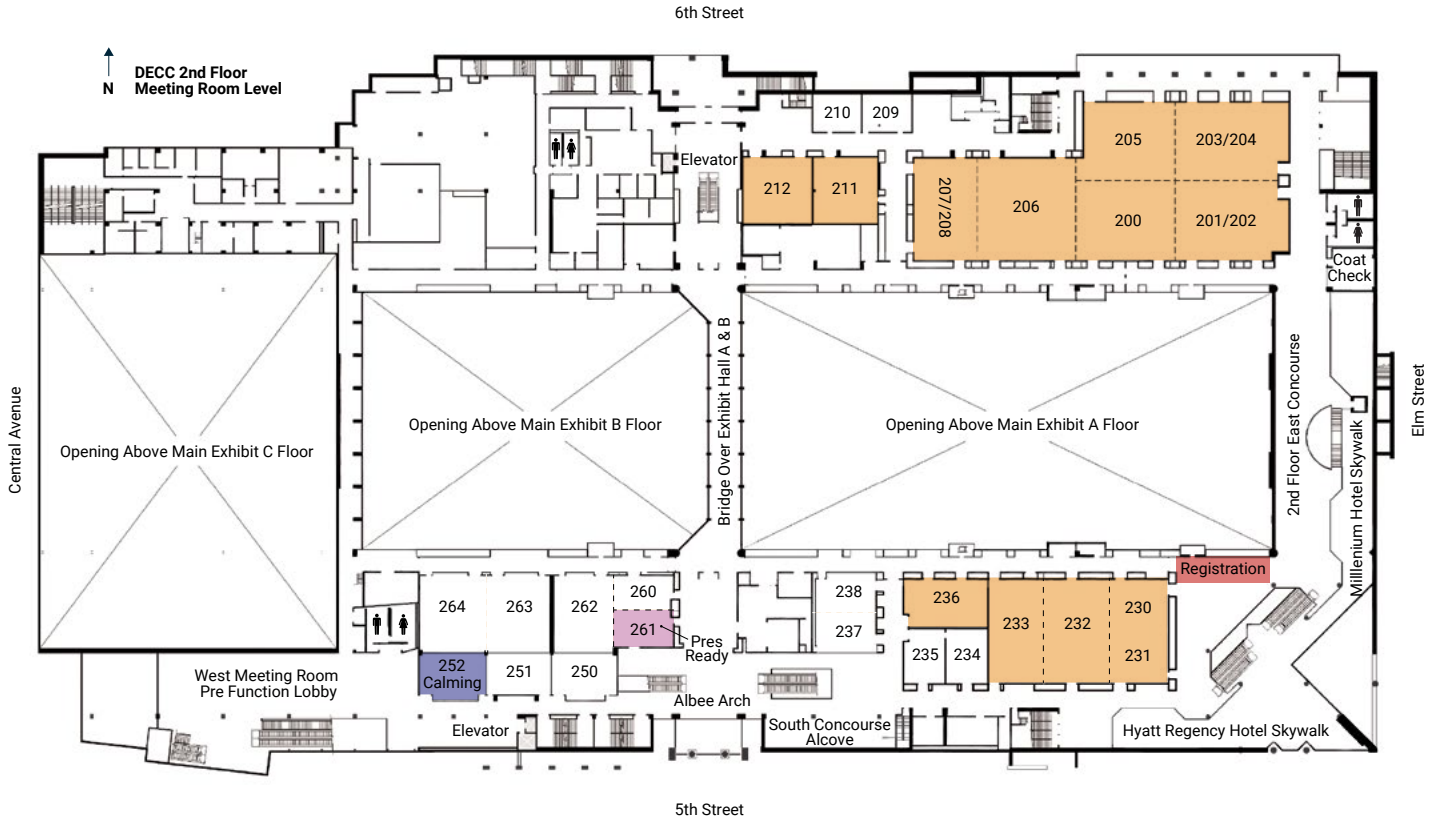 6th Street
DECC 2nd Floor
N Meeting Room Level
210
209
205
203/204
Elevator
212
211
207/208
206
200
201/202
Coat
Check
Central Avenue
Opening Above Main Exhibit C Floor
Opening Above Main Exhibit B Floor
Bridge Over Exhibit Hall A & B
Opening Above Main Exhibit A Floor
2nd Floor East Concourse
Millienium Hotel Skywalk
Elm Street
Registration
264
263
262
260
261
Pres
Ready
238
237
236
235
234
233
232
230
231
252
Calming
251
250
West Meeting Room
Pre Function Lobby
Albee Arch
Elevator
South Concourse
Alcove
Hyatt Regency Hotel Skywalk
5th Street